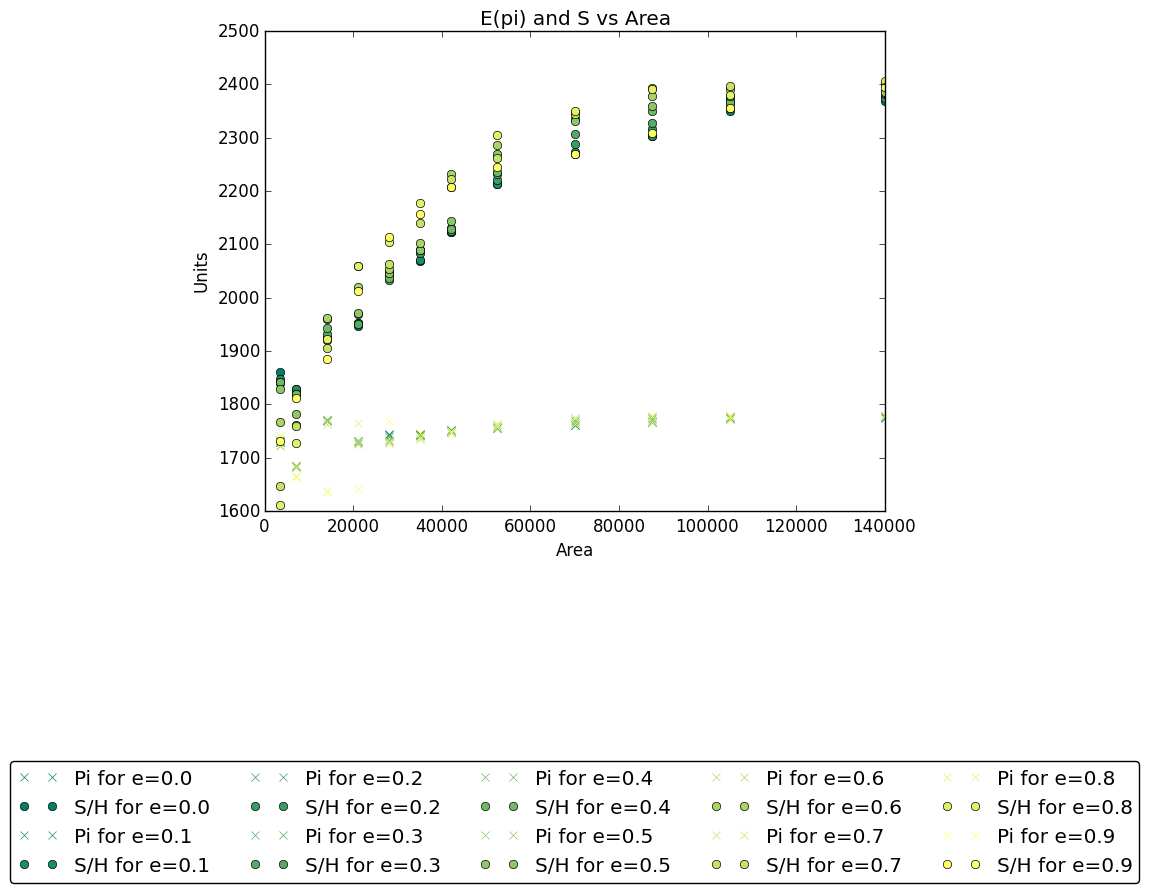 E(pi) and S vs Area
2500
2400
2300
2200
2100
2000
1900
1800
1700
1600
Units
0 20000 40000 60000 80000 100000 120000 140000
Area
Pi for e=0.0 Pi for e=0.2 Pi for e=0.4 Pi for e=0.6 Pi for e=0.8
S/H for e=0.0 S/H for e=0.2 S/H for e=0.4 S/H for e=0.6 S/H for e=0.8
Pi for e=0.1 Pi for e=0.3 Pi for e=0.5 Pi for e=0.7 Pi for e=0.9
S/H for e=0.1 S/H for e=0.3 S/H for e=0.5 S/H for e=0.7 S/H for e=0.9